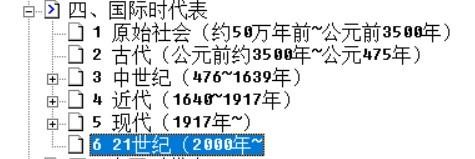 四、国际时代表
1 原始社会（约50万年前~公元前3500年）
2 古代（公元前约3500年~公元475年）
3 中世纪（476~1639年）
4 近代（1640~1917年）
5 现代（1917年~）
6 21世纪（2000年~